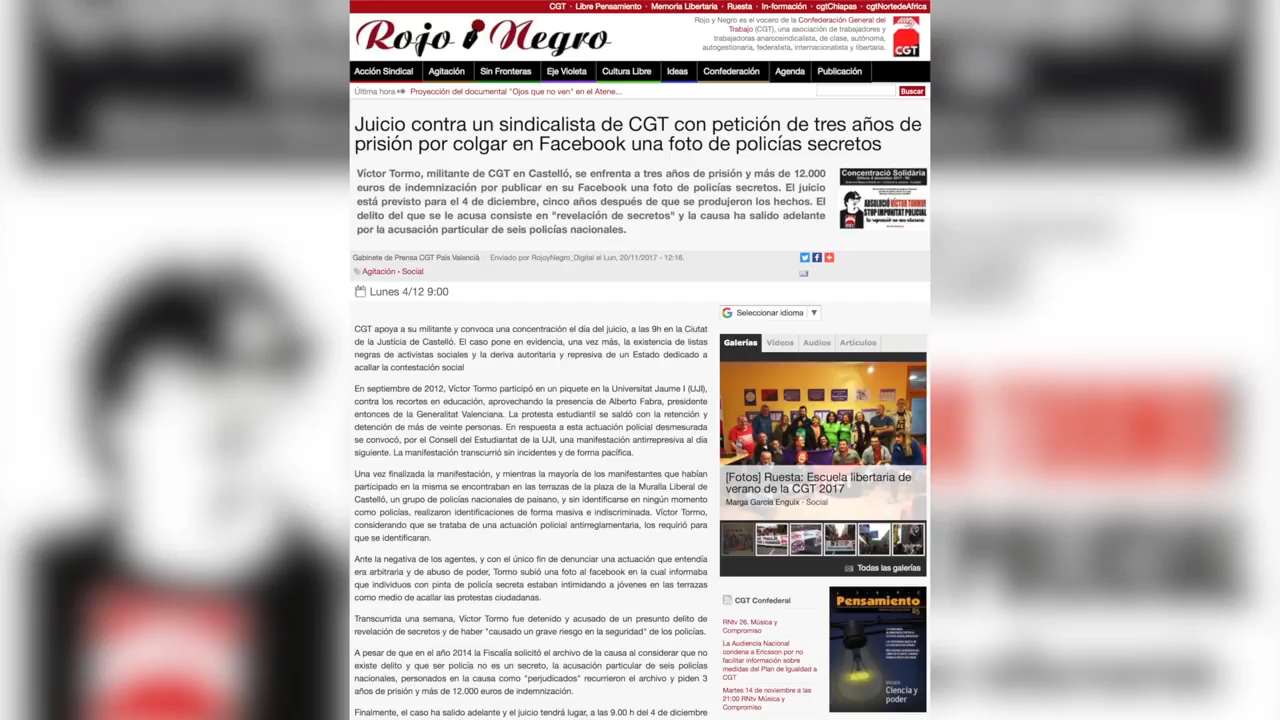 CGT · Libre Pensamiento · Memoria Libertaria · Ruesta · In-formación · cgtChiapas · cgtNortedeAfrica
Rojo Negro
Rojo y Negro es el vocero de la Confederación General del
Trabajo (CGT), una asociación de trabajadores y
trabajadoras anarcosindicalista, de clase, autónoma,
autogestionaria, federalista, internacionalista y libertaria.
CGT
Acción Sindical Agitación Sin Fronteras Eje Violeta Cultura Libre Ideas Confederación Agenda Publicación
Última hora Proyección del documental "Ojos que no ven" en el Atene...
Buscar
Juicio contra un sindicalista de CGT con petición de tres años de
prisión por colgar en Facebook una foto de policías secretos
Víctor Tormo, militante de CGT en Castelló, se enfrenta a tres años de prisión y más de 12.000
euros de indemnización por publicar en su Facebook una foto de policías secretos. El juicio
está previsto para el 4 de diciembre, cinco años después de que se produjeron los hechos. El
delito del que se le acusa consiste en "revelación de secretos" y la causa ha salido adelante
por la acusación particular de seis policías nacionales.
Concentració Solidària
ABSOLUCIÓ VÍCTOR TORMO!
STOP IMPUNITAT POLICIAL
Gabinete de Prensa CGT País Valencià · Enviado por RojoyNegro_Digital el Lun, 20/11/2017 - 12:16.
Agitación · Social
Lunes 4/12 9:00
Seleccionar idioma ▼
CGT apoya a su militante y convoca una concentración el día del juicio, a las 9h en la Ciutat
de la Justícia de Castelló. El caso pone en evidencia, una vez más, la existencia de listas
negras de activistas sociales y la deriva autoritaria y represiva de un Estado dedicado a
acallar la contestación social
En septiembre de 2012, Víctor Tormo participó en un piquete en la Universitat Jaume I (UJI),
contra los recortes en educación, aprovechando la presencia de Alberto Fabra, presidente
entonces de la Generalitat Valenciana. La protesta estudiantil se saldó con la retención y
detención de más de veinte personas. En respuesta a esta actuación policial desmesurada
se convocó, por el Consell del Estudiantat de la UJI, una manifestación antirrepresiva al día
siguiente. La manifestación transcurrió sin incidentes y de forma pacífica.
Una vez finalizada la manifestación, y mientras la mayoría de los manifestantes que habían
participado en la misma se encontraban en las terrazas de la plaza de la Muralla Liberal de
Castelló, un grupo de policías nacionales de paisano, y sin identificarse en ningún momento
como policías, realizaron identificaciones de forma masiva e indiscriminada. Víctor Tormo,
considerando que se trataba de una actuación policial antirreglamentaria, los requirió para
que se identificaran.
Ante la negativa de los agentes, y con el único fin de denunciar una actuación que entendía
era arbitraria y de abuso de poder, Tormo subió una foto al facebook en la cual informaba
que individuos con pinta de policía secreta estaban intimidando a jóvenes en las terrazas
como medio de acallar las protestas ciudadanas.
Transcurrida una semana, Víctor Tormo fue detenido y acusado de un presunto delito de
revelación de secretos y de haber "causado un grave riesgo en la seguridad" de los policías.
A pesar de que en el año 2014 la Fiscalía solicitó el archivo de la causa al considerar que no
existe delito y que ser policía no es un secreto, la acusación particular de seis policías
nacionales, personados en la causa como "perjudicados" recurrieron el archivo y piden 3
años de prisión y más de 12.000 euros de indemnización.
Finalmente, el caso ha salido adelante y el juicio tendrá lugar, a las 9.00 h del 4 de diciembre
Galerías Vídeos Audios Artículos
[Fotos] Ruesta: Escuela libertaria de
verano de la CGT 2017
Marga García Enguix · Social
Todas las galerías
CGT Confederal
RNtv 26. Música y
Compromiso
La Audiencia Nacional
condena a Ericsson por no
facilitar información sobre
medidas del Plan de Igualdad a
CGT
Martes 14 de noviembre a las
21:00 RNtv Música y
Compromiso
Pensamiento
Ciencia y
poder